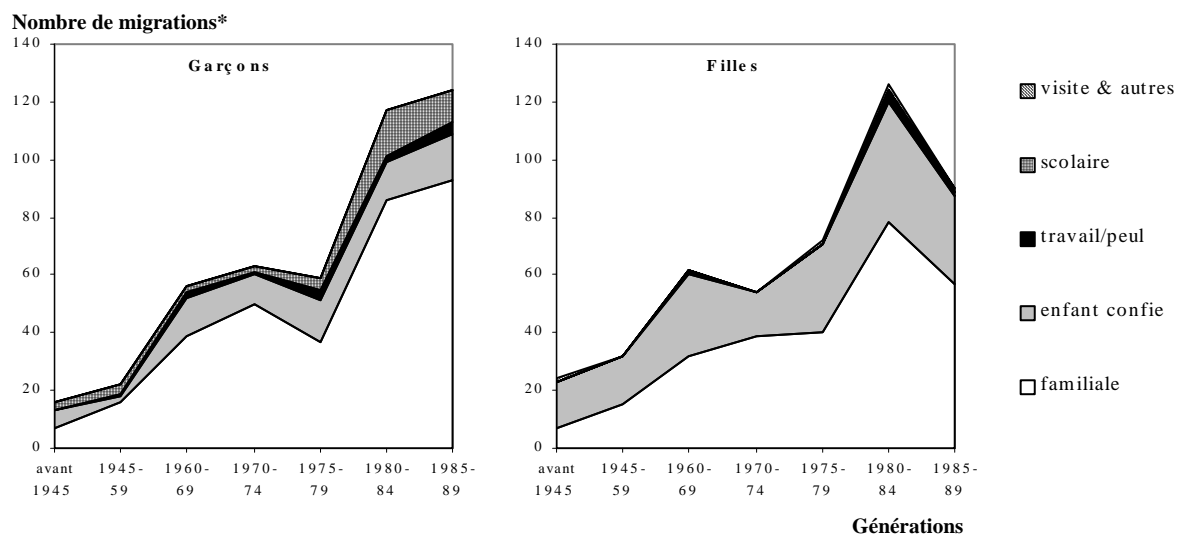 Nombre de migrations*
Garçons
140
120
100
80
60
40
20
0
avant 1945- 1960- 1970- 1975- 1980- 1985-
1945 59 69 74 79 84 89
Filles
140
120
100
80
60
40
20
0
avant 1945- 1960- 1970- 1975- 1980- 1985-
1945 59 69 74 79 84 89
visite & autres
scolaire
travail/peul
enfant confie
familiale
Générations